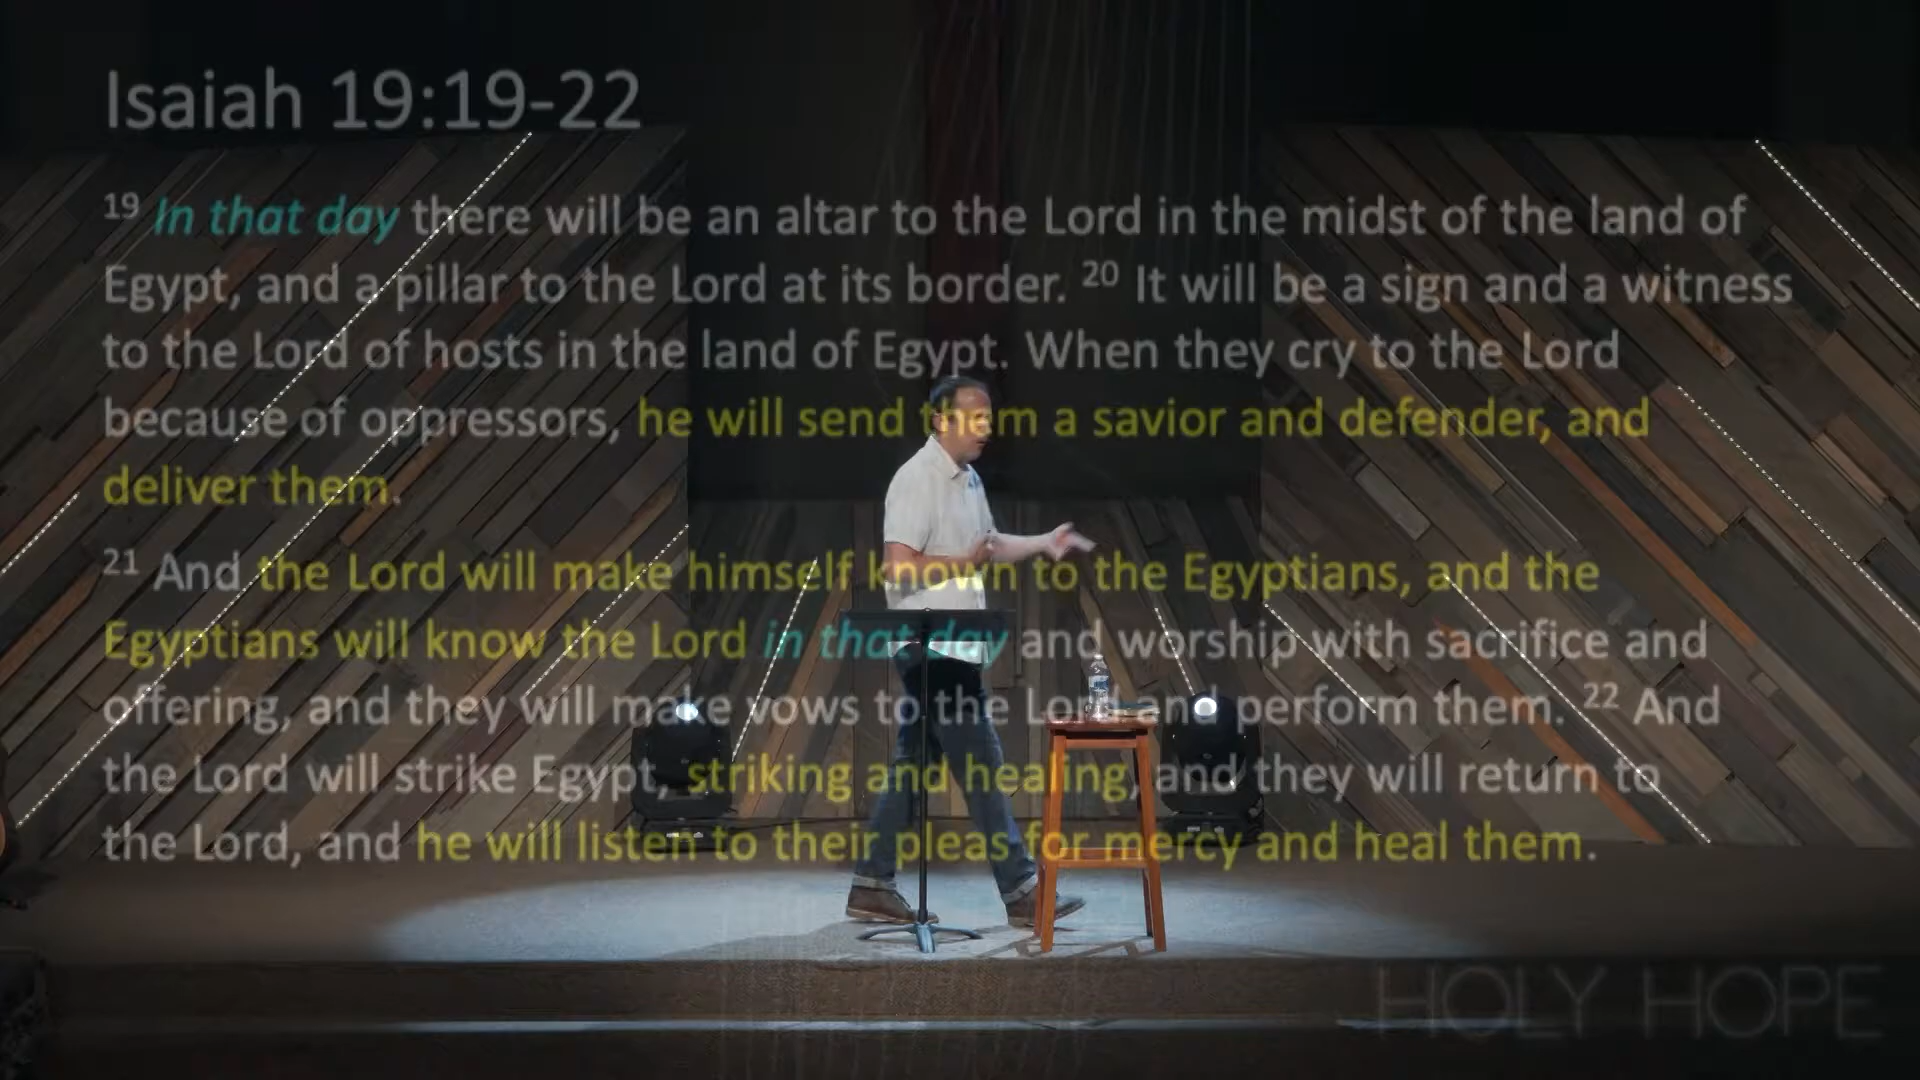 Isaiah 19:19-22
19 In that day there will be an altar to the Lord in the midst of the land of
Egypt, and a pillar to the Lord at its border. 20 It will be a sign and a witness
to the Lord of hosts in the land of Egypt. When they cry to the Lord
because of oppressors, he will send them a savior and defender, and
deliver them.
21 And the Lord will make himself known to the Egyptians, and the
Egyptians will know the Lord in that day and worship with sacrifice and
offering, and they will make vows to the Lord and perform them. 22 And
the Lord will strike Egypt, striking and healing, and they will return to
the Lord, and he will listen to their pleas for mercy and heal them.
HOLY HOPE